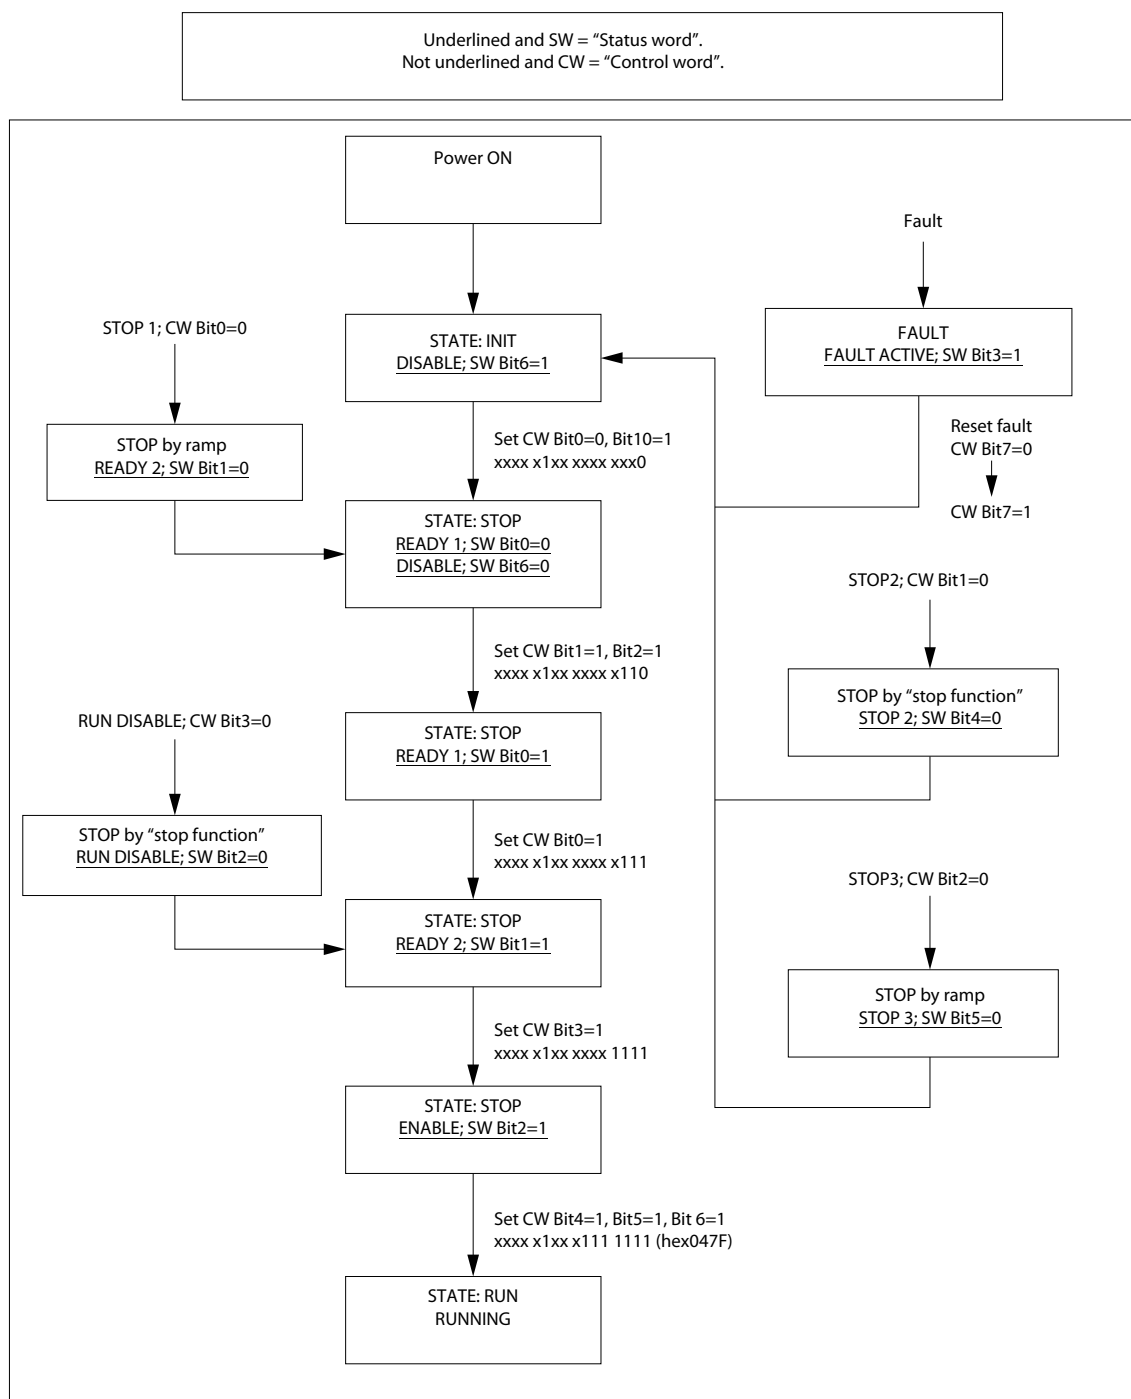 Underlined and SW = “Status word”.
Not underlined and CW = “Control word”.
Power ON
Fault
STOP 1; CW Bit0=0
STATE: INIT
DISABLE; SW Bit6=1
FAULT
FAULT ACTIVE; SW Bit3=1
STOP by ramp
READY 2; SW Bit1=0
Set CW Bit0=0, Bit10=1
xxxx x1xx xxxx xxx0
Reset fault
CW Bit7=0
CW Bit7=1
STATE: STOP
READY 1; SW Bit0=0
DISABLE; SW Bit6=0
STOP2; CW Bit1=0
Set CW Bit1=1, Bit2=1
xxxx x1xx xxxx x110
STOP by “stop function”
STOP 2; SW Bit4=0
RUN DISABLE; CW Bit3=0
STATE: STOP
READY 1; SW Bit0=1
STOP by “stop function”
RUN DISABLE; SW Bit2=0
Set CW Bit0=1
xxxx x1xx xxxx x111
STOP3; CW Bit2=0
STATE: STOP
READY 2; SW Bit1=1
STOP by ramp
STOP 3; SW Bit5=0
Set CW Bit3=1
xxxx x1xx xxxx 1111
STATE: STOP
ENABLE; SW Bit2=1
Set CW Bit4=1, Bit5=1, Bit 6=1
xxxx x1xx x111 1111 (hex047F)
STATE: RUN
RUNNING